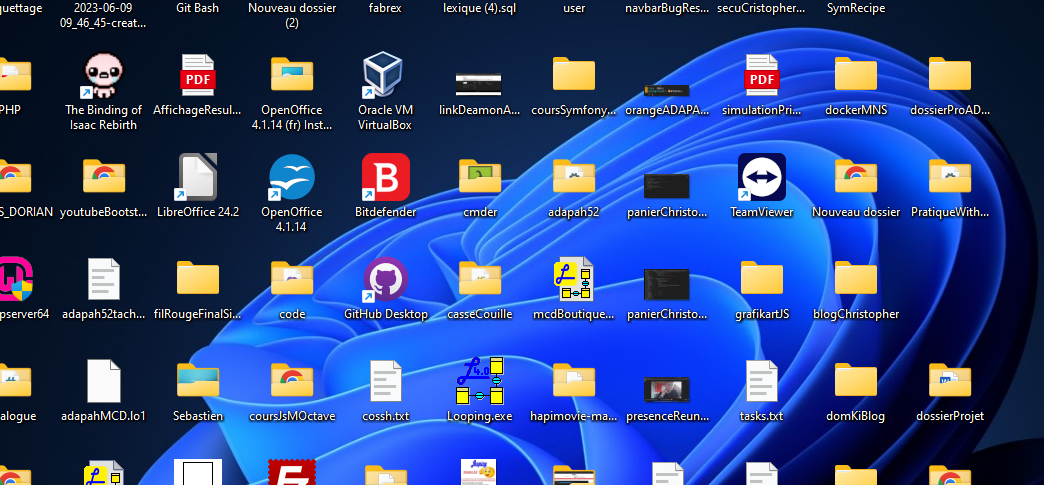 uettage 2023-06-09 Git Bash Nouveau dossier fabrex lexique (4).sql user navbarBugRes... secuCristopher... SymRecipe
09_46_45-creat... (2)
PDF PDF
PHP The Binding of AffichageResul... OpenOffice Oracle VM linkDeamonA... coursSymfony... orangeADAPA... simulationPri... dockerMNS dossierProAD...
Isaac Rebirth 4.1.14 (fr) Inst... VirtualBox
B
S_DORIAN youtubeBootst... LibreOffice 24.2 OpenOffice Bitdefender cmder adapah52 panierChristo... TeamViewer Nouveau dossier PratiqueWith...
4.1.14
pserver64 adapah52tach... filRougeFinalSi... code GitHub Desktop casseCouille mcdBoutique... panierChristo... grafikartJS blogChristopher
L 4.0
alogue adapahMCD.lo1 Sebastien coursJsMOctave cossh.txt Looping.exe hapimovie-ma... presenceReun... tasks.txt domKiBlog dossierProjet